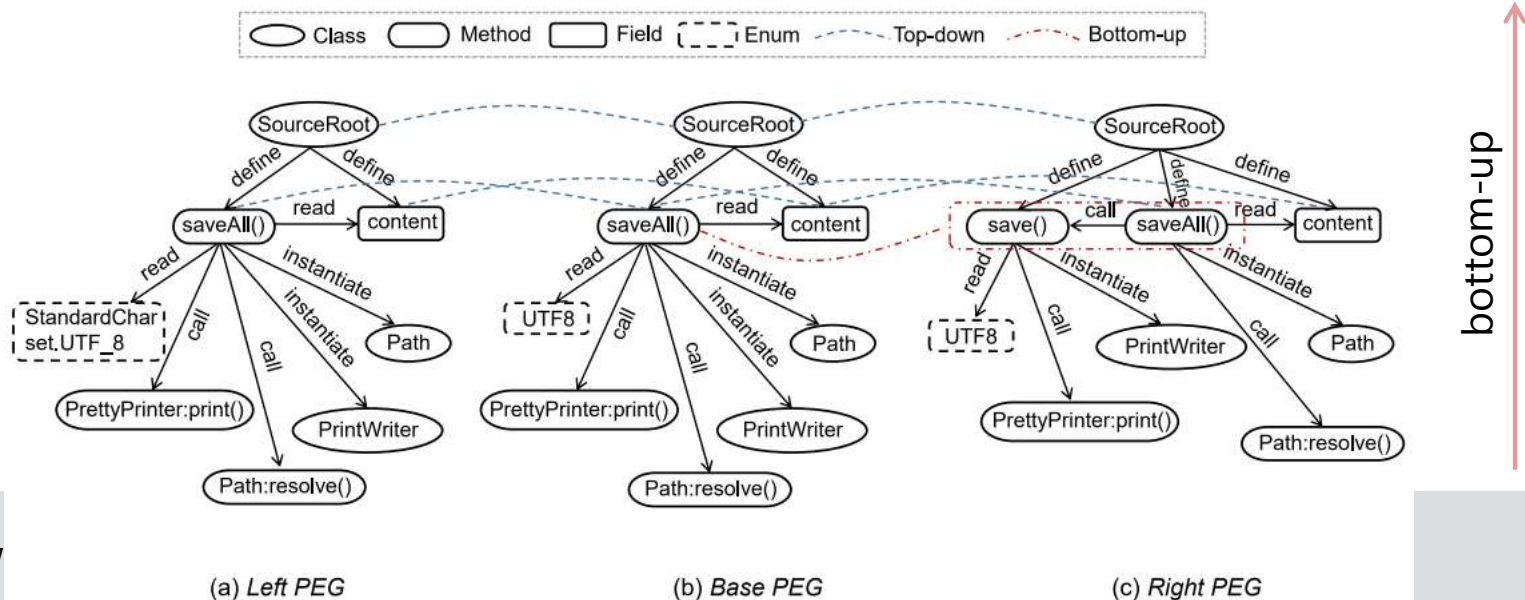 Class Method Field Enum Top-down Bottom-up
SourceRoot SourceRoot SourceRoot
define define define define define define define
saveAll() read content saveAll() read content save() call saveAll() read content
read instantiate read instantiate read instantiate instantiate
StandardChar
set.UTF_8
call call instantiate Path
UTF8 call call instantiate Path
UTF8 call PrintWriter call Path
PrettyPrinter:print() PrintWriter PrettyPrinter:print() PrintWriter PrettyPrinter:print() Path:resolve()
Path:resolve() Path:resolve()
(a) Left PEG (b) Base PEG (c) Right PEG
bottom-up